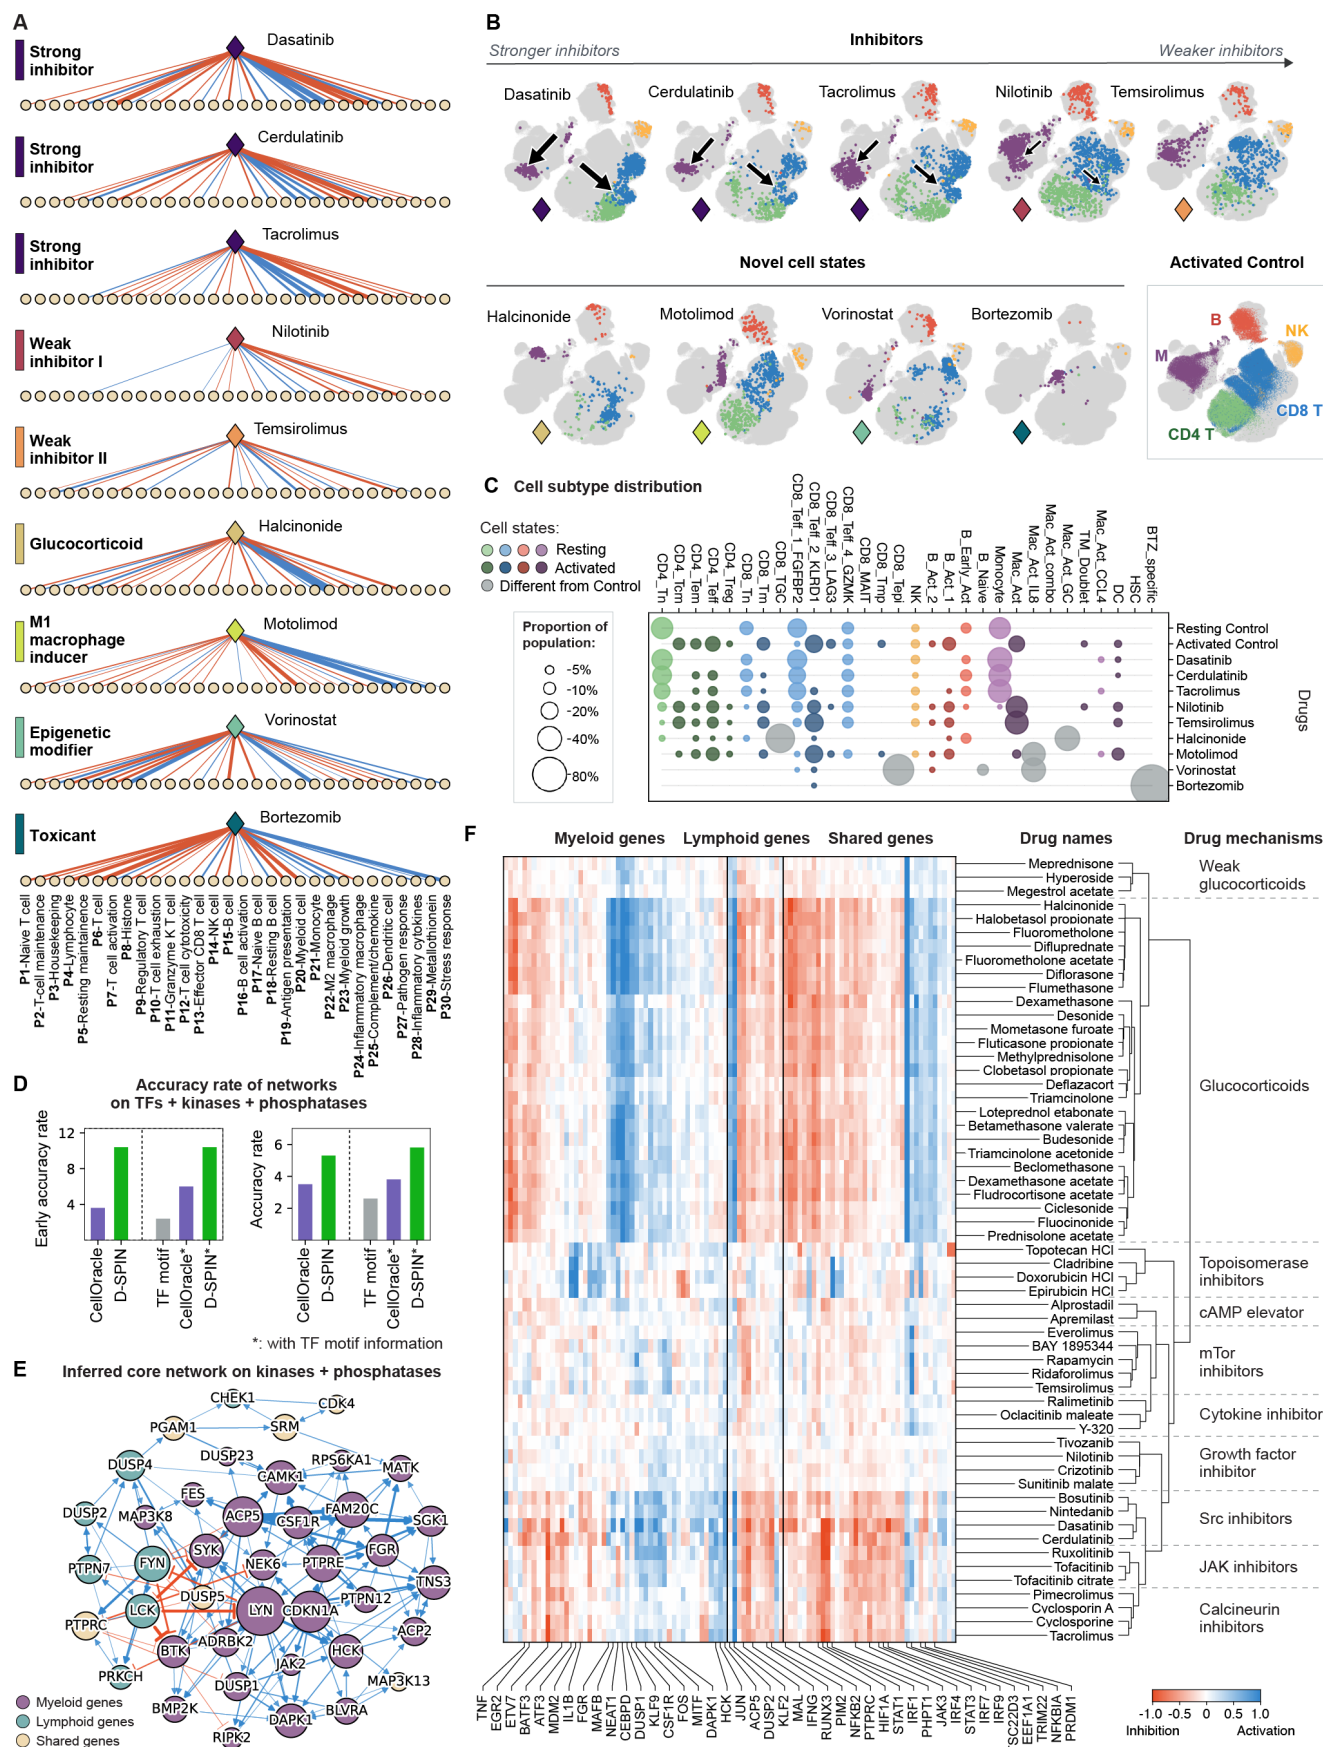 A
Strong
inhibitor
Dasatinib
Strong
inhibitor
Cerdulatinib
Strong
inhibitor
Tacrolimus
Weak
inhibitor I
Nilotinib
Weak
inhibitor II
Temsirolimus
Glucocorticoid
Halcinonide
M1
macrophage
inducer
Motolimod
Epigenetic
modifier
Vorinostat
Toxicant
Bortezomib
P1-Naive T cell
P2-T-cell maintenance
P3-Housekeeping
P4-Lymphocyte
P5-Resting maintainence
P6-T cell
P7-T cell activation
P8-Histone
P9-Regulatory T cell
P10-T cell exhaustion
P11-Granzyme K T cell
P12-T cell cytotoxicity
P13-Effector CD8 T cell
P14-NK cell
P15-B cell
P16-B cell activation
P17-Naive B cell
P18-Resting B cell
P19-Antigen presentation
P20-Myeloid cell
P21-Monocyte
P22-M2 macrophage
P23-Myeloid growth
P24-Inflammatory macrophage
P25-Complement/chemokine
P26-Dendritic cell
P27-Pathogen response
P28-Inflammatory cytokines
P29-Metallothionein
P30-Stress response
B
Stronger inhibitors
Inhibitors
Weaker inhibitors
Dasatinib
Cerdulatinib
Tacrolimus
Nilotinib
Temsirolimus
Novel cell states
Activated Control
Halcinonide
Motolimod
Vorinostat
Bortezomib
B
NK
M
CD8 T
CD4 T
C
Cell subtype distribution
Cell states:
Resting
Activated
Different from Control
Proportion of
population:
-5%
-10%
-20%
-40%
-80%
CD4_Tn
CD4_Tcm
CD4_Tem
CD4_Teff
CD4_Treg
CD8_Tn
CD8_Tm
CD8_TGC
CD8_Teff_1_FGFBP2
CD8_Teff_2_KLRD1
CD8_Teff_3_LAG3
CD8_Teff_4_GZMK
CD8_MAIT
CD8_Tmp
CD8_Tepi
NK
B_Act_2
B_Act_1
B_Early_Act
B_Naive
Monocyte
Mac_Act
Mac_Act_IL8
Mac_Act_combo
Mac_Act_GC
TM_Doublet
Mac_Act_CCL4
DC
HSC
BTZ_specific
Resting Control
Activated Control
Dasatinib
Cerdulatinib
Tacrolimus
Nilotinib
Temsirolimus
Halcinonide
Motolimod
Vorinostat
Bortezomib
Drugs
D
Accuracy rate of networks
on TFs + kinases + phosphatases
Early accuracy rate
12
8
4
CellOracle
D-SPIN
TF motif
CellOracle*
D-SPIN*
Accuracy rate
6
4
2
CellOracle
D-SPIN
TF motif
CellOracle*
D-SPIN*
*: with TF motif information
E
Inferred core network on kinases + phosphatases
CHEK1
CDK4
PGAM1
SRM
DUSP4
DUSP23
RPS6KA1
CAMK1
MATK
FES
DUSP2
MAP3K8
ACP5
CSF1R
FAM20C
SGK1
SYK
FYN
NEK6
PTPRE
FGR
PTPN7
TNS3
DUSP5
PTPN12
LCK
LYN
CDKN1A
PTPRC
ACP2
BTK
ADRBK2
HCK
JAK2
PRKCH
DUSP1
MAP3K13
BMP2K
DAPK1
BLVRA
RIPK2
Myeloid genes
Lymphoid genes
Shared genes
F
Myeloid genes
Lymphoid genes
Shared genes
Drug names
Drug mechanisms
Meprednisone
Hyperoside
Megestrol acetate
Halcinonide
Halobetasol propionate
Fluorometholone
Difluprednate
Fluorometholone acetate
Diflorasone
Flumethasone
Dexamethasone
Desonide
Mometasone furoate
Fluticasone propionate
Methylprednisolone
Clobetasol propionate
Deflazacort
Triamcinolone
Loteprednol etabonate
Betamethasone valerate
Budesonide
Triamcinolone acetonide
Beclomethasone
Dexamethasone acetate
Fludrocortisone acetate
Ciclesonide
Fluocinonide
Prednisolone acetate
Topotecan HCl
Cladribine
Doxorubicin HCl
Epirubicin HCl
Alprostadil
Apremilast
Everolimus
BAY 1895344
Rapamycin
Ridaforolimus
Temsirolimus
Ralimetinib
Oclacitinib maleate
Y-320
Tivozanib
Nilotinib
Crizotinib
Sunitinib malate
Bosutinib
Nintedanib
Dasatinib
Cerdulatinib
Ruxolitinib
Tofacitinib
Tofacitinib citrate
Pimecrolimus
Cyclosporin A
Cyclosporine
Tacrolimus
Weak
glucocorticoids
Glucocorticoids
Topoisomerase
inhibitors
cAMP elevator
mTor
inhibitors
Cytokine inhibitor
Growth factor
inhibitor
Src inhibitors
JAK inhibitors
Calcineurin
inhibitors
TNF
EGR2
ETV7
BATF3
ATF3
MDM2
IL1B
FGR
MAFB
NEAT1
CEBPD
DUSP1
KLF9
CSF1R
FOS
MITF
DAPK1
HCK
JUN
ACP5
DUSP2
KLF2
MAL
IFNG
RUNX3
PIM2
NFKB2
PTPRC
HIF1A
STAT1
IRF1
PHPT1
JAK3
IRF4
STAT3
IRF7
IRF9
TSC22D3
EEF1A1
TRIM22
NFKBIA
PRDM1
-1.0 -0.5 0 0.5 1.0
Inhibition
Activation